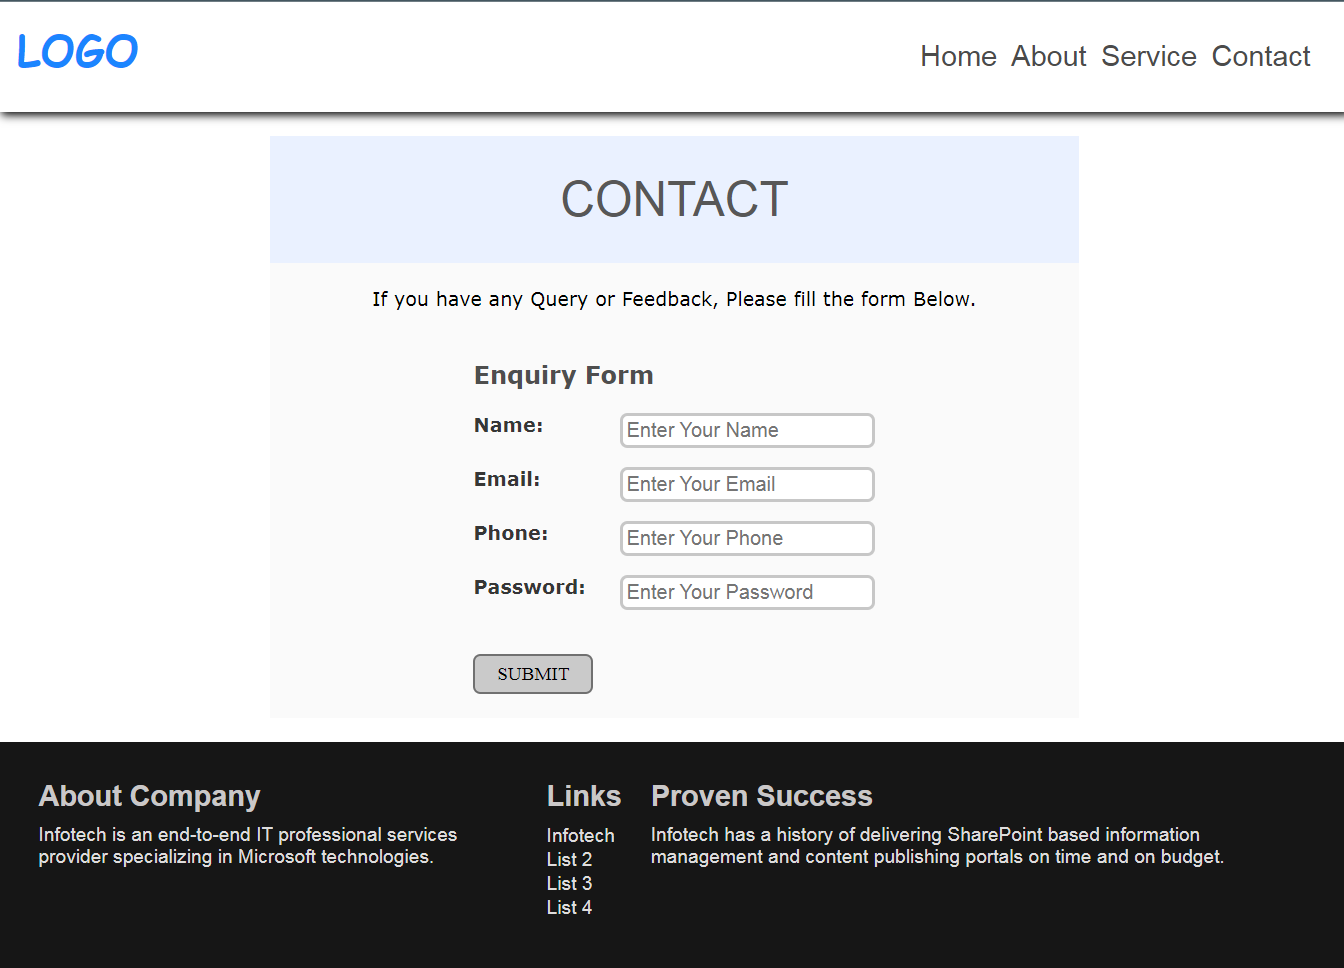 LOGO
Home About Service Contact
CONTACT
If you have any Query or Feedback, Please fill the form Below.
Enquiry Form
Name: Enter Your Name
Email: Enter Your Email
Phone: Enter Your Phone
Password: Enter Your Password
SUBMIT
About Company
Infotech is an end-to-end IT professional services
provider specializing in Microsoft technologies.
Links
Infotech
List 2
List 3
List 4
Proven Success
Infotech has a history of delivering SharePoint based information
management and content publishing portals on time and on budget.